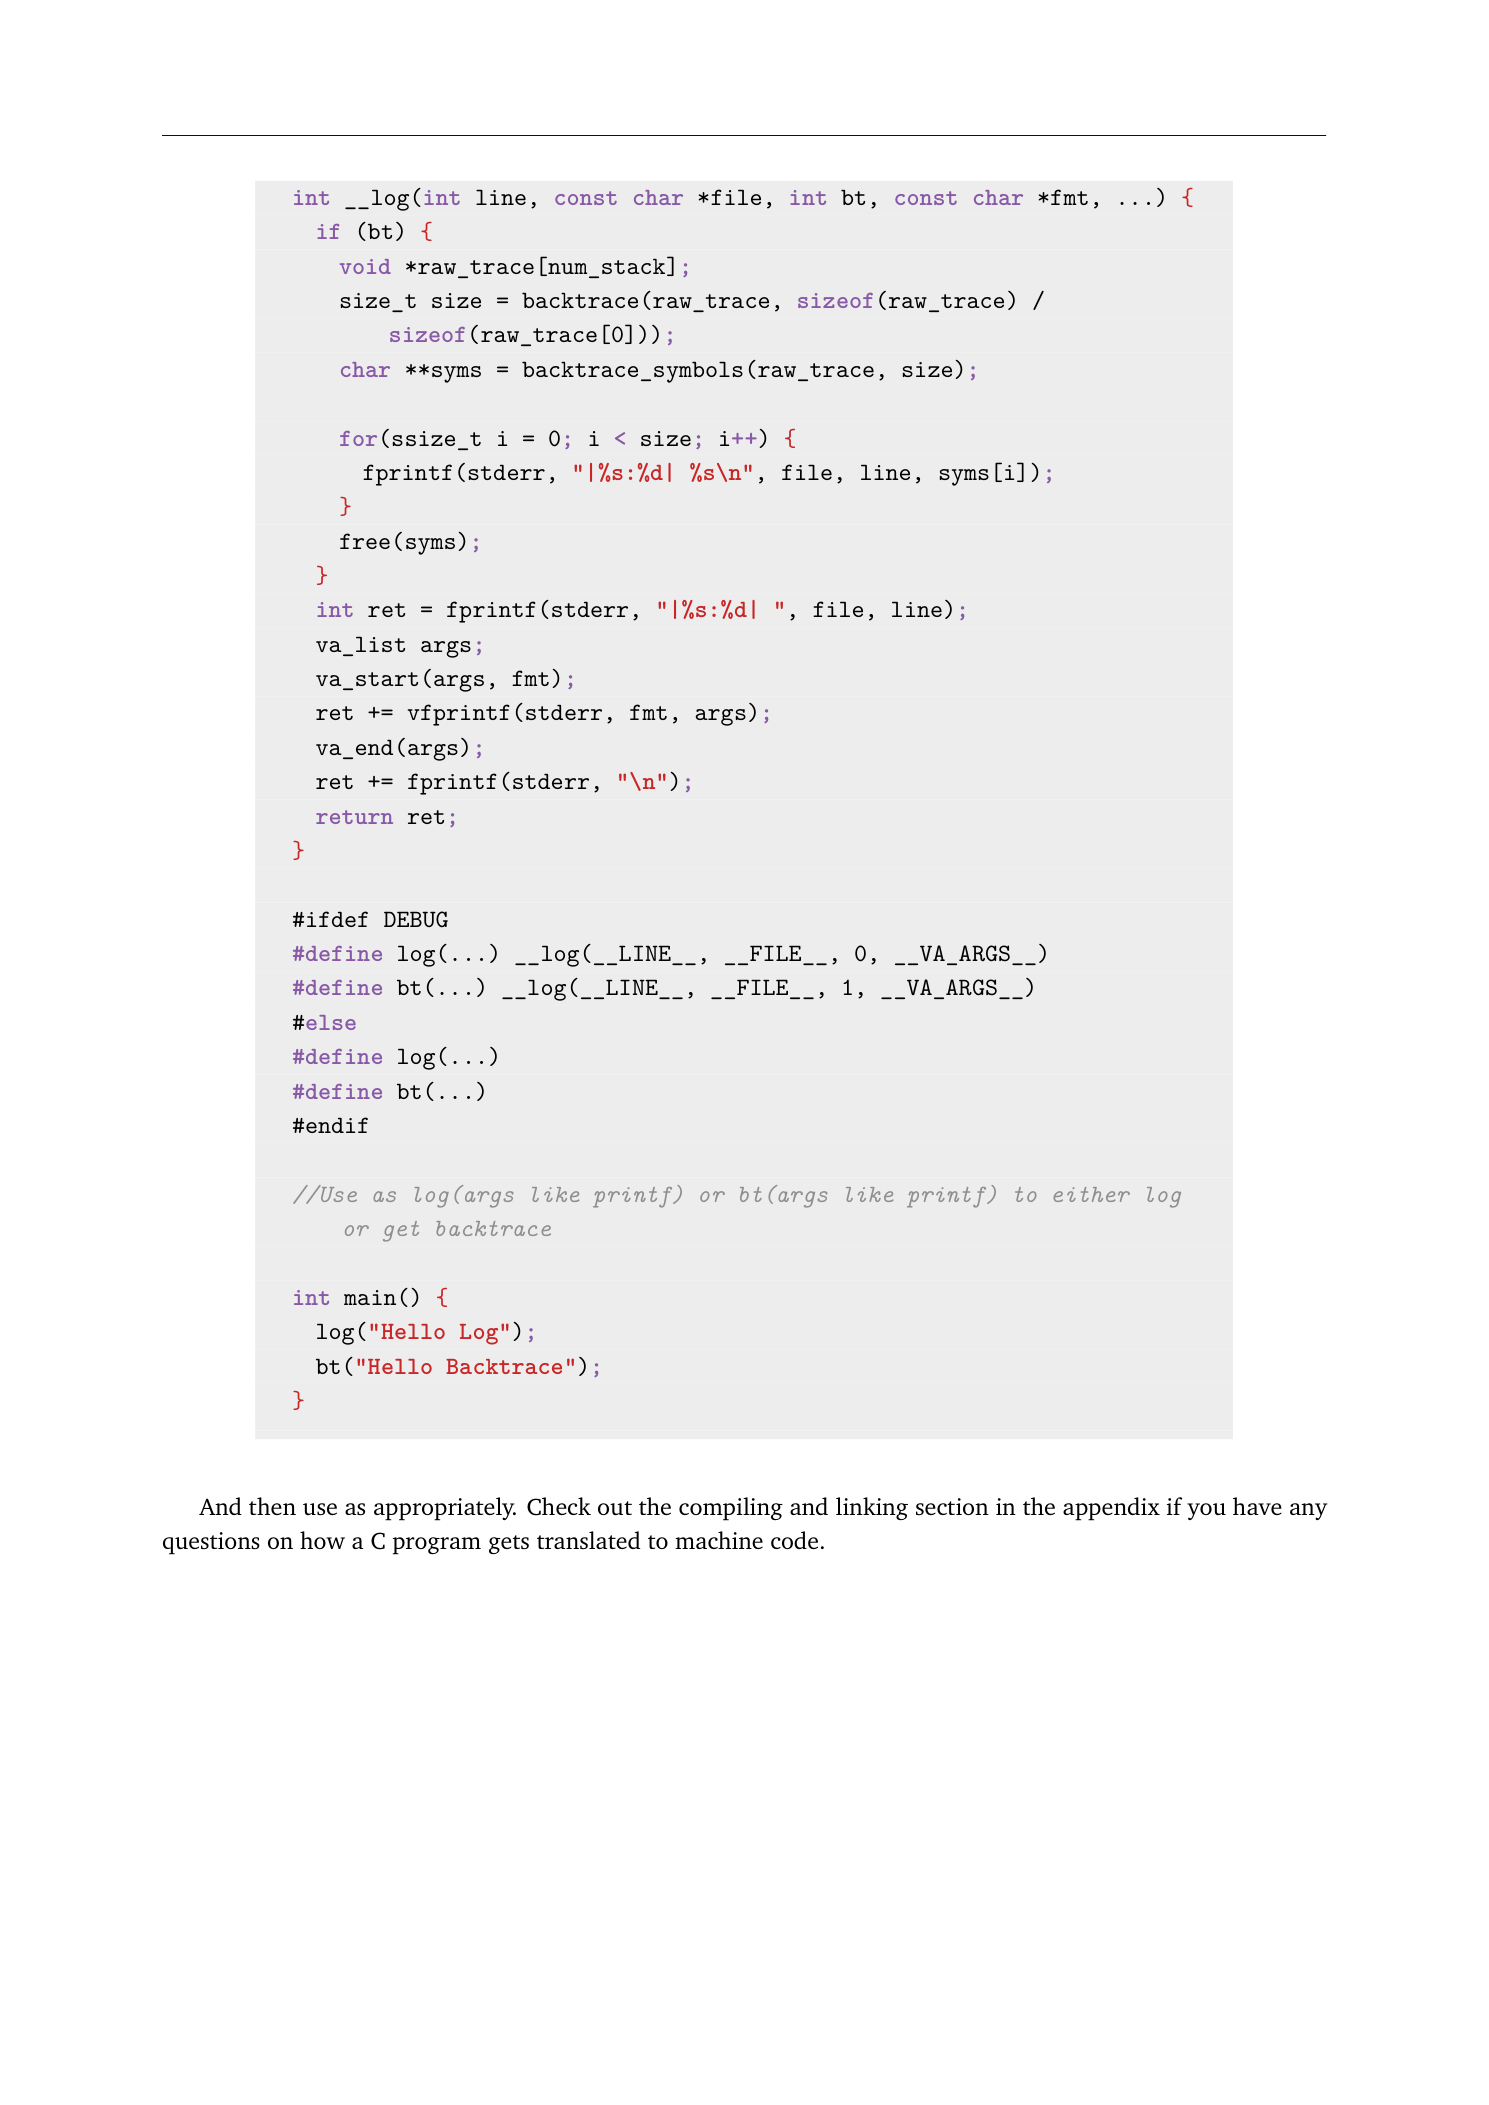 int __log(int line, const char *file, int bt, const char *fmt, ...) {
  if (bt) {
    void *raw_trace[num_stack];
    size_t size = backtrace(raw_trace, sizeof(raw_trace) /
        sizeof(raw_trace[0]));
    char **syms = backtrace_symbols(raw_trace, size);

    for(ssize_t i = 0; i < size; i++) {
      fprintf(stderr, "|%s:%d| %s\n", file, line, syms[i]);
    }
    free(syms);
  }
  int ret = fprintf(stderr, "|%s:%d| ", file, line);
  va_list args;
  va_start(args, fmt);
  ret += vfprintf(stderr, fmt, args);
  va_end(args);
  ret += fprintf(stderr, "\n");
  return ret;
}

#ifdef DEBUG
#define log(...) __log(__LINE__, __FILE__, 0, __VA_ARGS__)
#define bt(...) __log(__LINE__, __FILE__, 1, __VA_ARGS__)
#else
#define log(...)
#define bt(...)
#endif

//Use as log(args like printf) or bt(args like printf) to either log
    or get backtrace

int main() {
  log("Hello Log");
  bt("Hello Backtrace");
}

And then use as appropriately. Check out the compiling and linking section in the appendix if you have any
questions on how a C program gets translated to machine code.